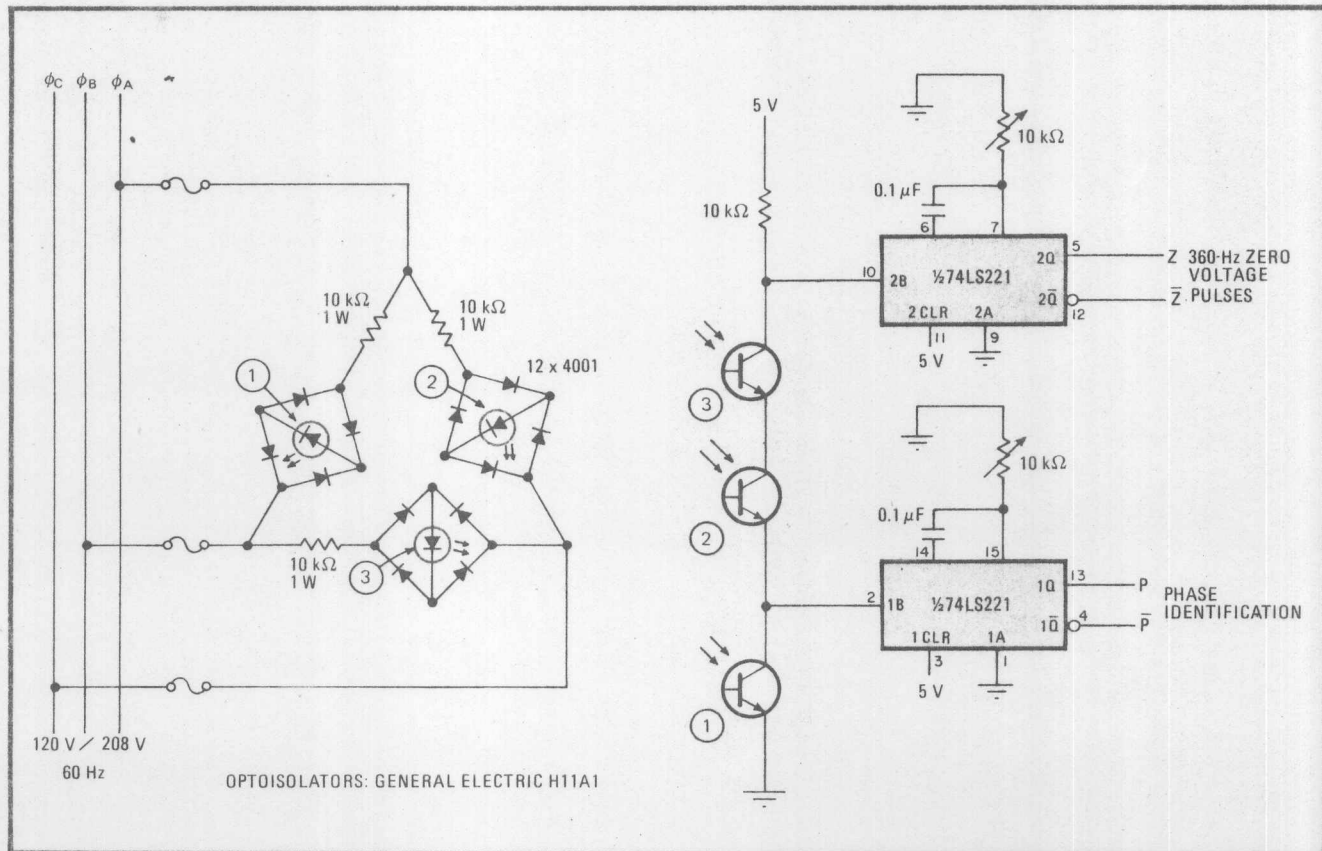 ϕC ϕB ϕA
10 kΩ
1 W
10 kΩ
1 W
12 x 4001
1
2
10 kΩ
1 W
3
120 V / 208 V
60 Hz
OPTOISOLATORS: GENERAL ELECTRIC H11A1
5 V
10 kΩ
3
2
1
10 kΩ
0.1 μF
6 7
10 2B
½74LS221
2Q 5
2Q̅ 12
2 CLR 2A
11 9
5 V
Z 360-Hz ZERO
VOLTAGE
Z̅ PULSES
10 kΩ
0.1 μF
14 15
2 1B
½74LS221
1Q 13
1Q̅ 4
1 CLR 1A
3 1
5 V
P PHASE
IDENTIFICATION
P̅